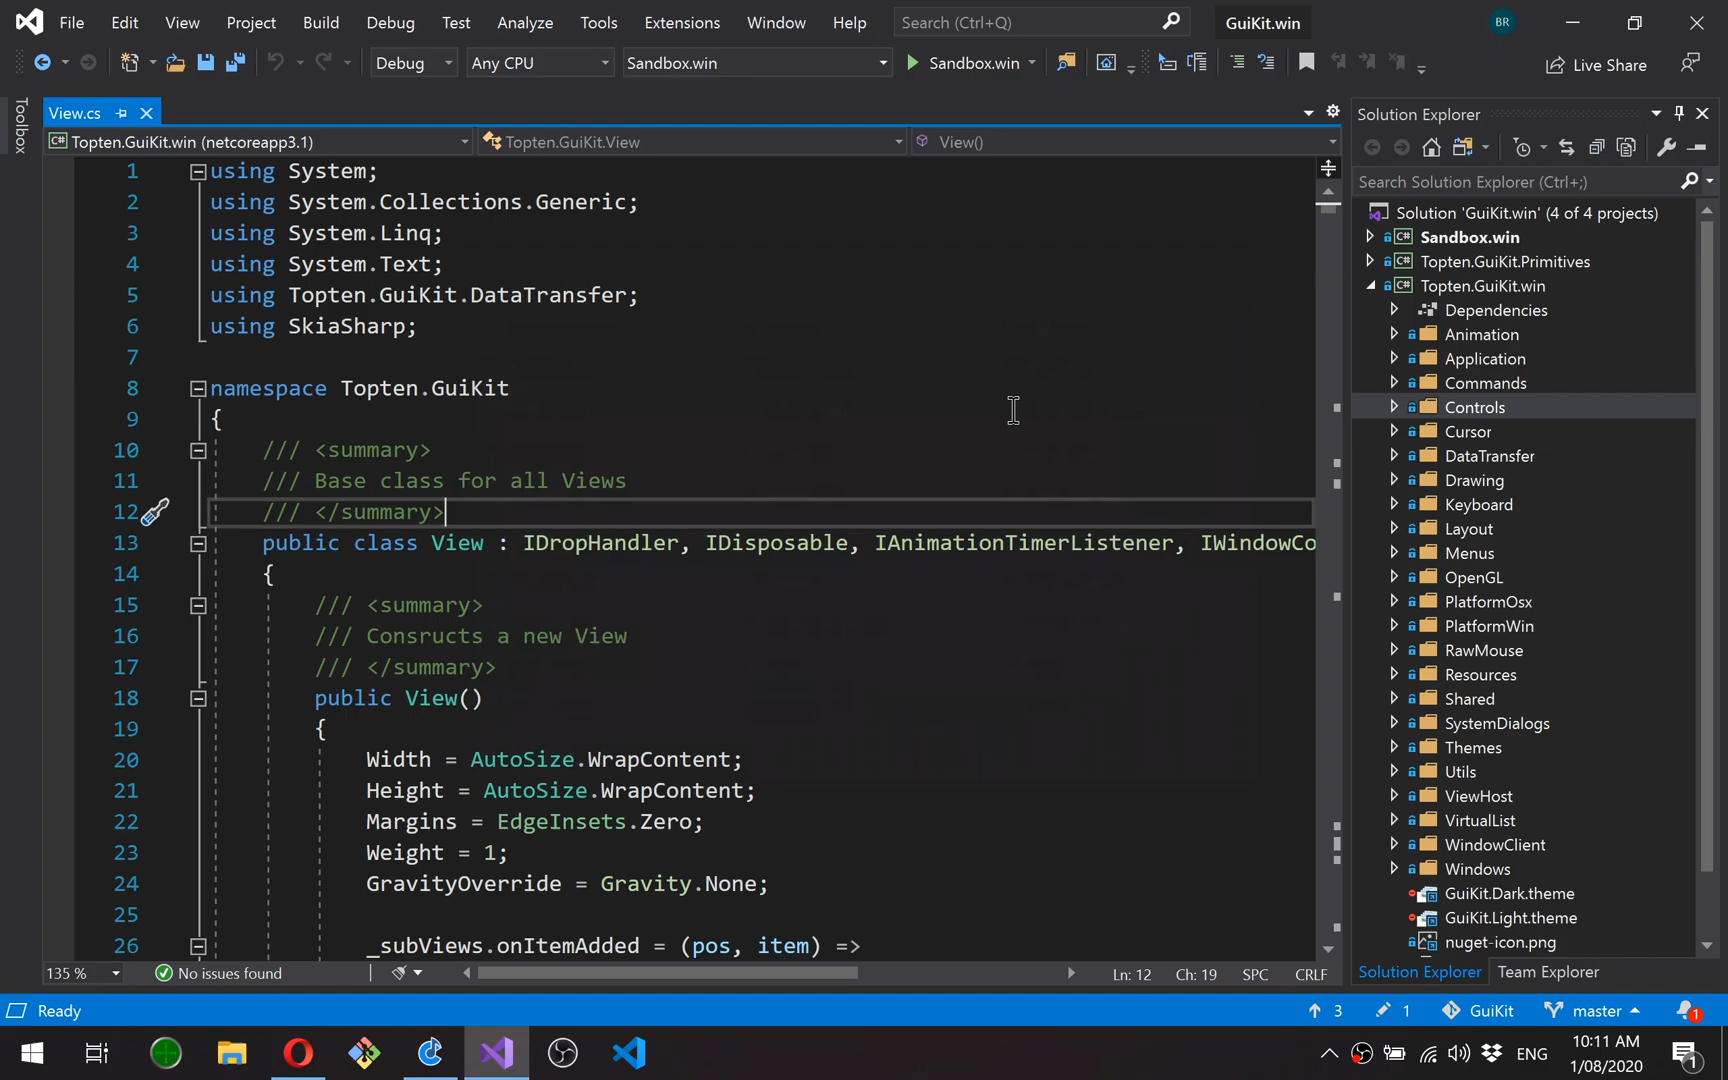 File Edit View Project Build Debug Test Analyze Tools Extensions Window Help Search (Ctrl+Q) GuiKit.win BR
Debug Any CPU Sandbox.win Sandbox.win Live Share
Toolbox
View.cs
Topten.GuiKit.win (netcoreapp3.1) Topten.GuiKit.View View()
1 using System;
2 using System.Collections.Generic;
3 using System.Linq;
4 using System.Text;
5 using Topten.GuiKit.DataTransfer;
6 using SkiaSharp;
7
8 namespace Topten.GuiKit
9 {
10 /// <summary>
11 /// Base class for all Views
12 /// </summary>
13 public class View : IDropHandler, IDisposable, IAnimationTimerListener, IWindowCo
14 {
15 /// <summary>
16 /// Consructs a new View
17 /// </summary>
18 public View()
19 {
20 Width = AutoSize.WrapContent;
21 Height = AutoSize.WrapContent;
22 Margins = EdgeInsets.Zero;
23 Weight = 1;
24 GravityOverride = Gravity.None;
25
26 _subViews.onItemAdded = (pos, item) =>
135 % No issues found Ln: 12 Ch: 19 SPC CRLF
Solution Explorer
Search Solution Explorer (Ctrl+;)
Solution 'GuiKit.win' (4 of 4 projects)
C# Sandbox.win
C# Topten.GuiKit.Primitives
C# Topten.GuiKit.win
Dependencies
Animation
Application
Commands
Controls
Cursor
DataTransfer
Drawing
Keyboard
Layout
Menus
OpenGL
PlatformOsx
PlatformWin
RawMouse
Resources
Shared
SystemDialogs
Themes
Utils
ViewHost
VirtualList
WindowClient
Windows
GuiKit.Dark.theme
GuiKit.Light.theme
nuget-icon.png
Solution Explorer Team Explorer
Ready 3 1 GuiKit master 1
ENG 10:11 AM 1
1/08/2020